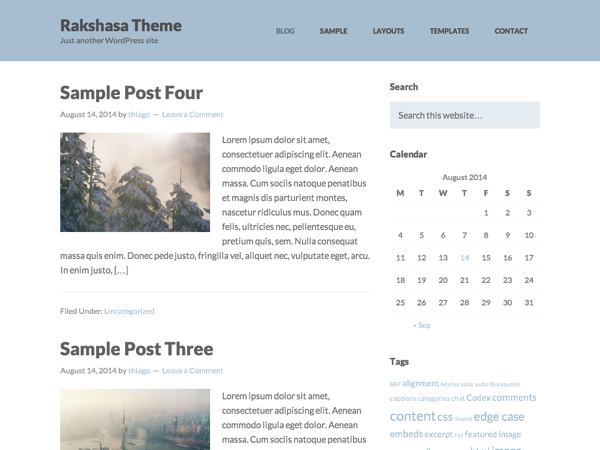 Rakshasa Theme
Just another WordPress site
BLOG SAMPLE LAYOUTS TEMPLATES CONTACT
Sample Post Four
August 14, 2014 by thiago — Leave a Comment
Lorem ipsum dolor sit amet,
consectetuer adipiscing elit. Aenean
commodo ligula eget dolor. Aenean
massa. Cum sociis natoque penatibus
et magnis dis parturient montes,
nascetur ridiculus mus. Donec quam
felis, ultricies nec, pellentesque eu,
pretium quis, sem. Nulla consequat
massa quis enim. Donec pede justo, fringilla vel, aliquet nec, vulputate eget, arcu.
In enim justo, […]
Filed Under: Uncategorized
Sample Post Three
August 14, 2014 by thiago — Leave a Comment
Lorem ipsum dolor sit amet,
consectetuer adipiscing elit. Aenean
commodo ligula eget dolor. Aenean
massa. Cum sociis natoque penatibus
Search
Search this website…
Calendar
August 2014
M T W T F S S
1 2 3
4 5 6 7 8 9 10
11 12 13 14 15 16 17
18 19 20 21 22 23 24
25 26 27 28 29 30 31
« Sep
Tags
8BIT alignment Articles aside audio Blockquotes
captions categories chat Codex comments
content css dowork edge case
embeds excerpt Fail featured image